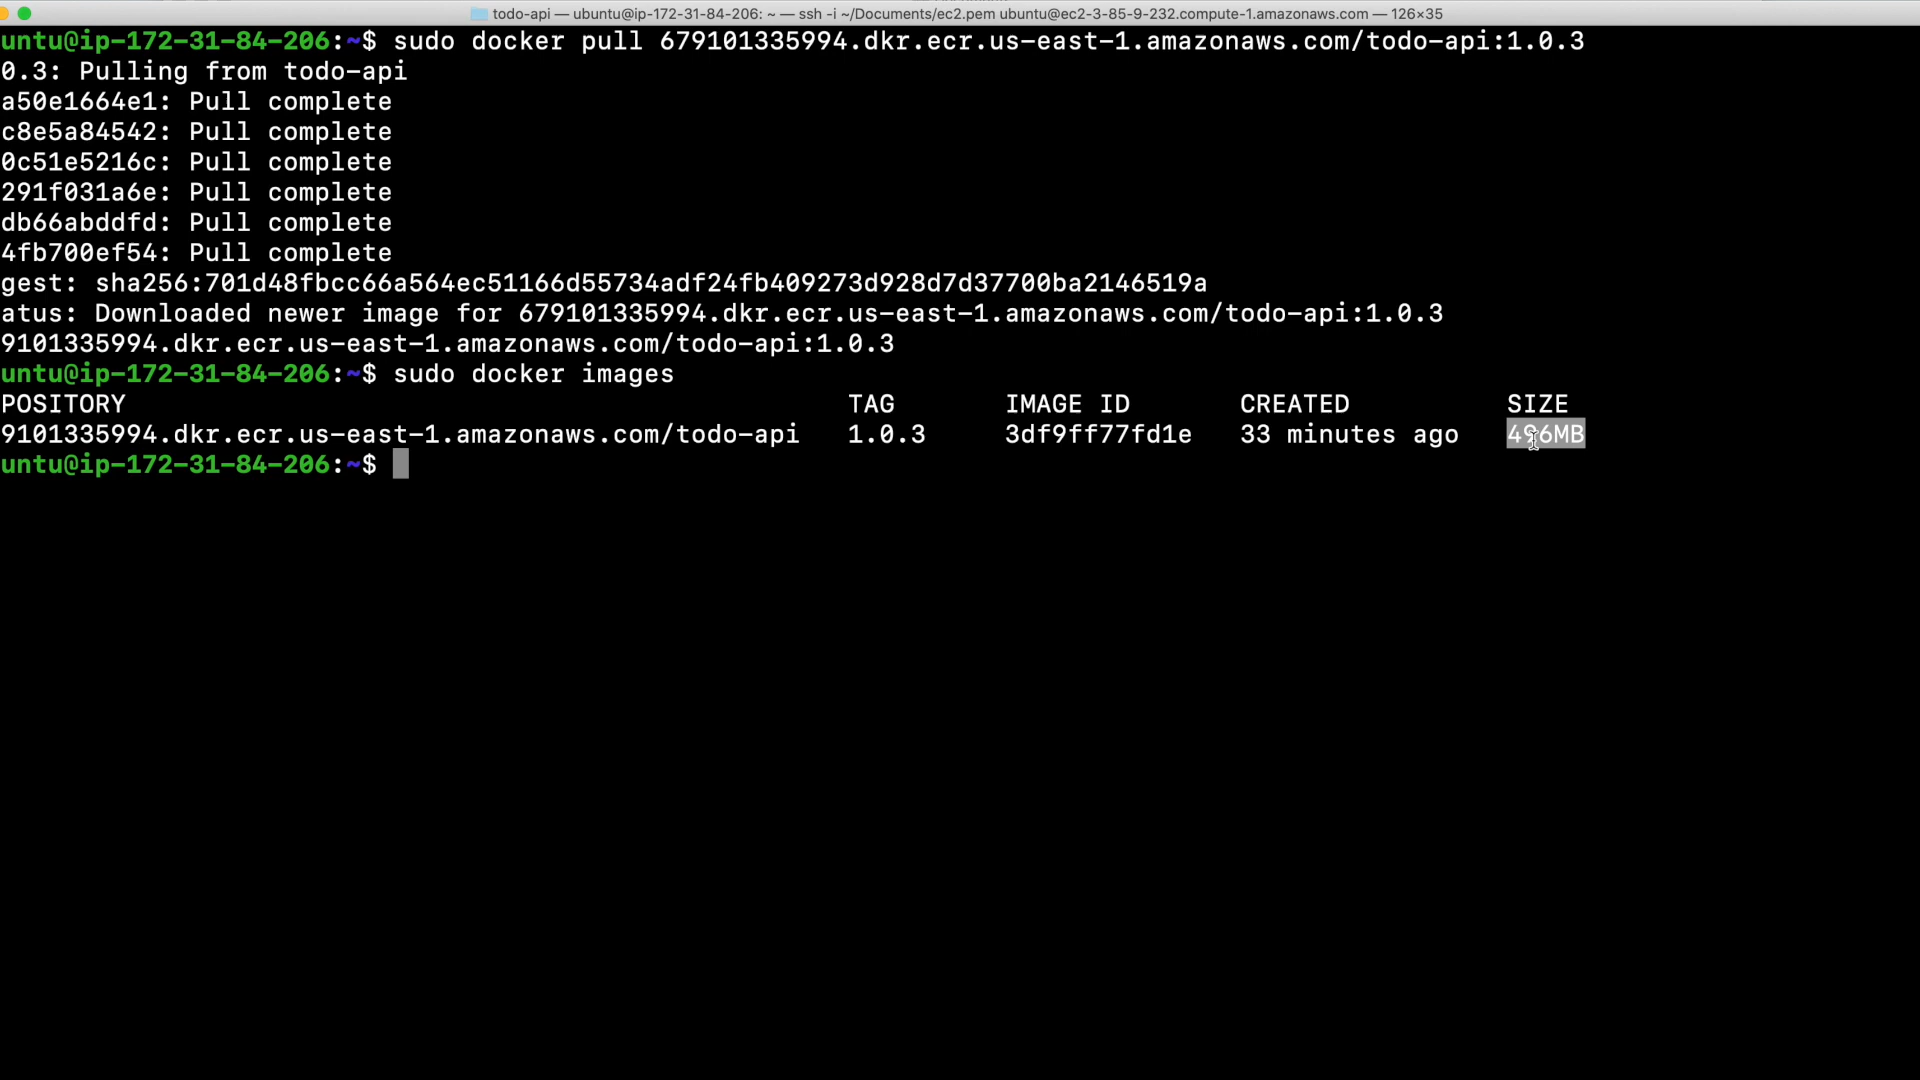 todo-api — ubuntu@ip-172-31-84-206: ~ — ssh -i ~/Documents/ec2.pem ubuntu@ec2-3-85-9-232.compute-1.amazonaws.com — 126×35
untu@ip-172-31-84-206:~$ sudo docker pull 679101335994.dkr.ecr.us-east-1.amazonaws.com/todo-api:1.0.3
0.3: Pulling from todo-api
a50e1664e1: Pull complete
c8e5a84542: Pull complete
0c51e5216c: Pull complete
291f031a6e: Pull complete
db66abddfd: Pull complete
4fb700ef54: Pull complete
gest: sha256:701d48fbcc66a564ec51166d55734adf24fb409273d928d7d37700ba2146519a
atus: Downloaded newer image for 679101335994.dkr.ecr.us-east-1.amazonaws.com/todo-api:1.0.3
9101335994.dkr.ecr.us-east-1.amazonaws.com/todo-api:1.0.3
untu@ip-172-31-84-206:~$ sudo docker images
POSITORY TAG IMAGE ID CREATED SIZE
9101335994.dkr.ecr.us-east-1.amazonaws.com/todo-api 1.0.3 3df9ff77fd1e 33 minutes ago 496MB
untu@ip-172-31-84-206:~$